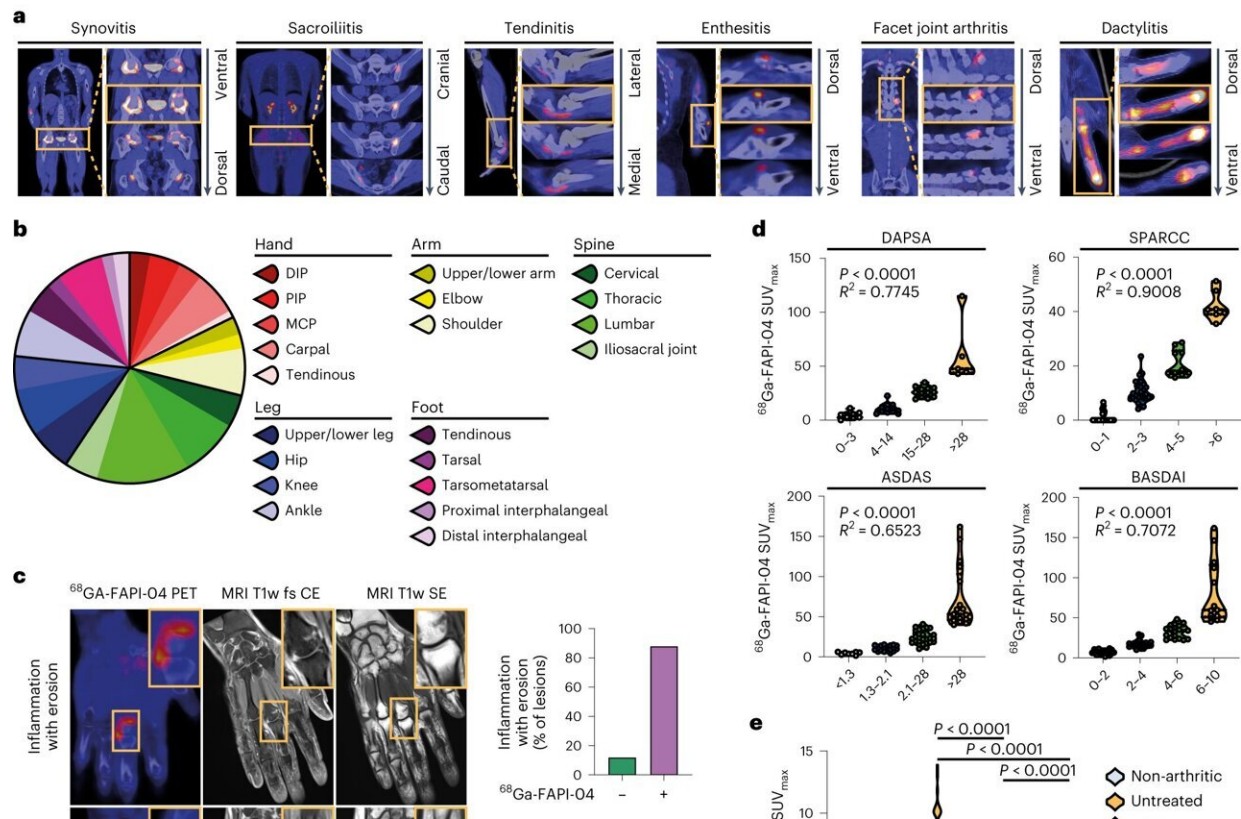 a
Synovitis
Sacroiliitis
Tendinitis
Enthesitis
Facet joint arthritis
Dactylitis
Ventral
Dorsal
Cranial
Caudal
Lateral
Medial
Dorsal
Ventral
Dorsal
Ventral
Dorsal
Ventral
b
Hand
DIP
PIP
MCP
Carpal
Tendinous
Arm
Upper/lower arm
Elbow
Shoulder
Spine
Cervical
Thoracic
Lumbar
Iliosacral joint
Leg
Upper/lower leg
Hip
Knee
Ankle
Foot
Tendinous
Tarsal
Tarsometatarsal
Proximal interphalangeal
Distal interphalangeal
c
⁶⁸GA-FAPI-04 PET
MRI T1w fs CE
MRI T1w SE
Inflammation
with erosion
Inflammation
with erosion
(% of lesions)
100
80
60
40
20
0
⁶⁸Ga-FAPI-04 − +
d
DAPSA
P < 0.0001
R² = 0.7745
⁶⁸Ga-FAPI-04 SUVmax
150
100
50
0
0–3
4–14
15–28
>28
SPARCC
P < 0.0001
R² = 0.9008
⁶⁸Ga-FAPI-04 SUVmax
60
40
20
0
0–1
2–3
4–5
>6
ASDAS
P < 0.0001
R² = 0.6523
⁶⁸Ga-FAPI-04 SUVmax
200
150
100
50
0
<1.3
1.3–2.1
2.1–28
>28
BASDAI
P < 0.0001
R² = 0.7072
⁶⁸Ga-FAPI-04 SUVmax
200
150
100
50
0
0–2
2–4
4–6
6–10
e
P < 0.0001
P < 0.0001
P < 0.0001
15
10
SUVmax
Non-arthritic
Untreated